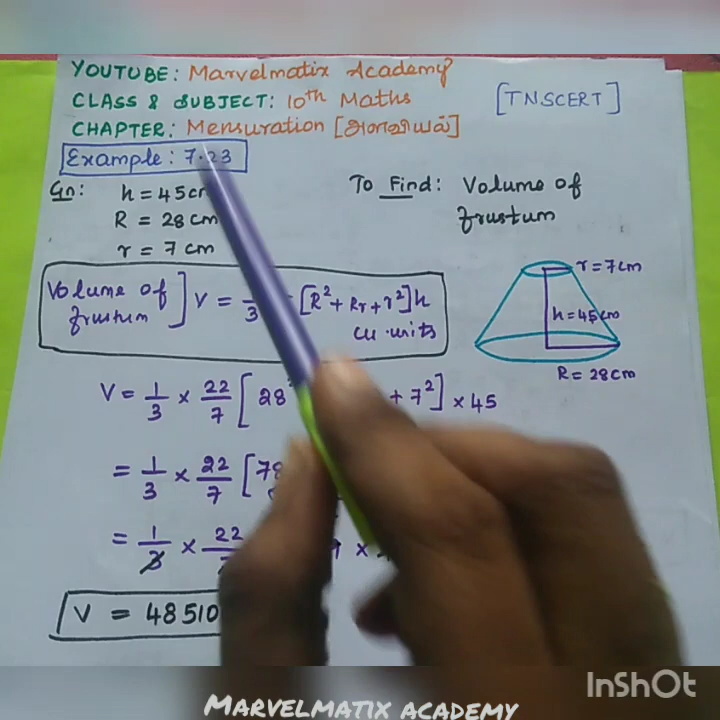 YOUTUBE: Marvelmatix Academy
CLASS & SUBJECT: 10th Maths [TNSCERT]
CHAPTER: Mensuration [அளவியல்]
Example: 7.23
Gn: h = 45cm
R = 28 cm
r = 7 cm
To Find: Volume of frustum
r = 7cm
h = 45cm
R = 28cm
Volume of frustum ] V = 1/3 [R² + Rr + r²] h
cu. units
V = 1/3 × 22/7 [ 28 + 7²] × 45
= 1/3 × 22/7 [
= 1/3 × 22 ×
V = 48510
InShOt
MARVELMATIX ACADEMY